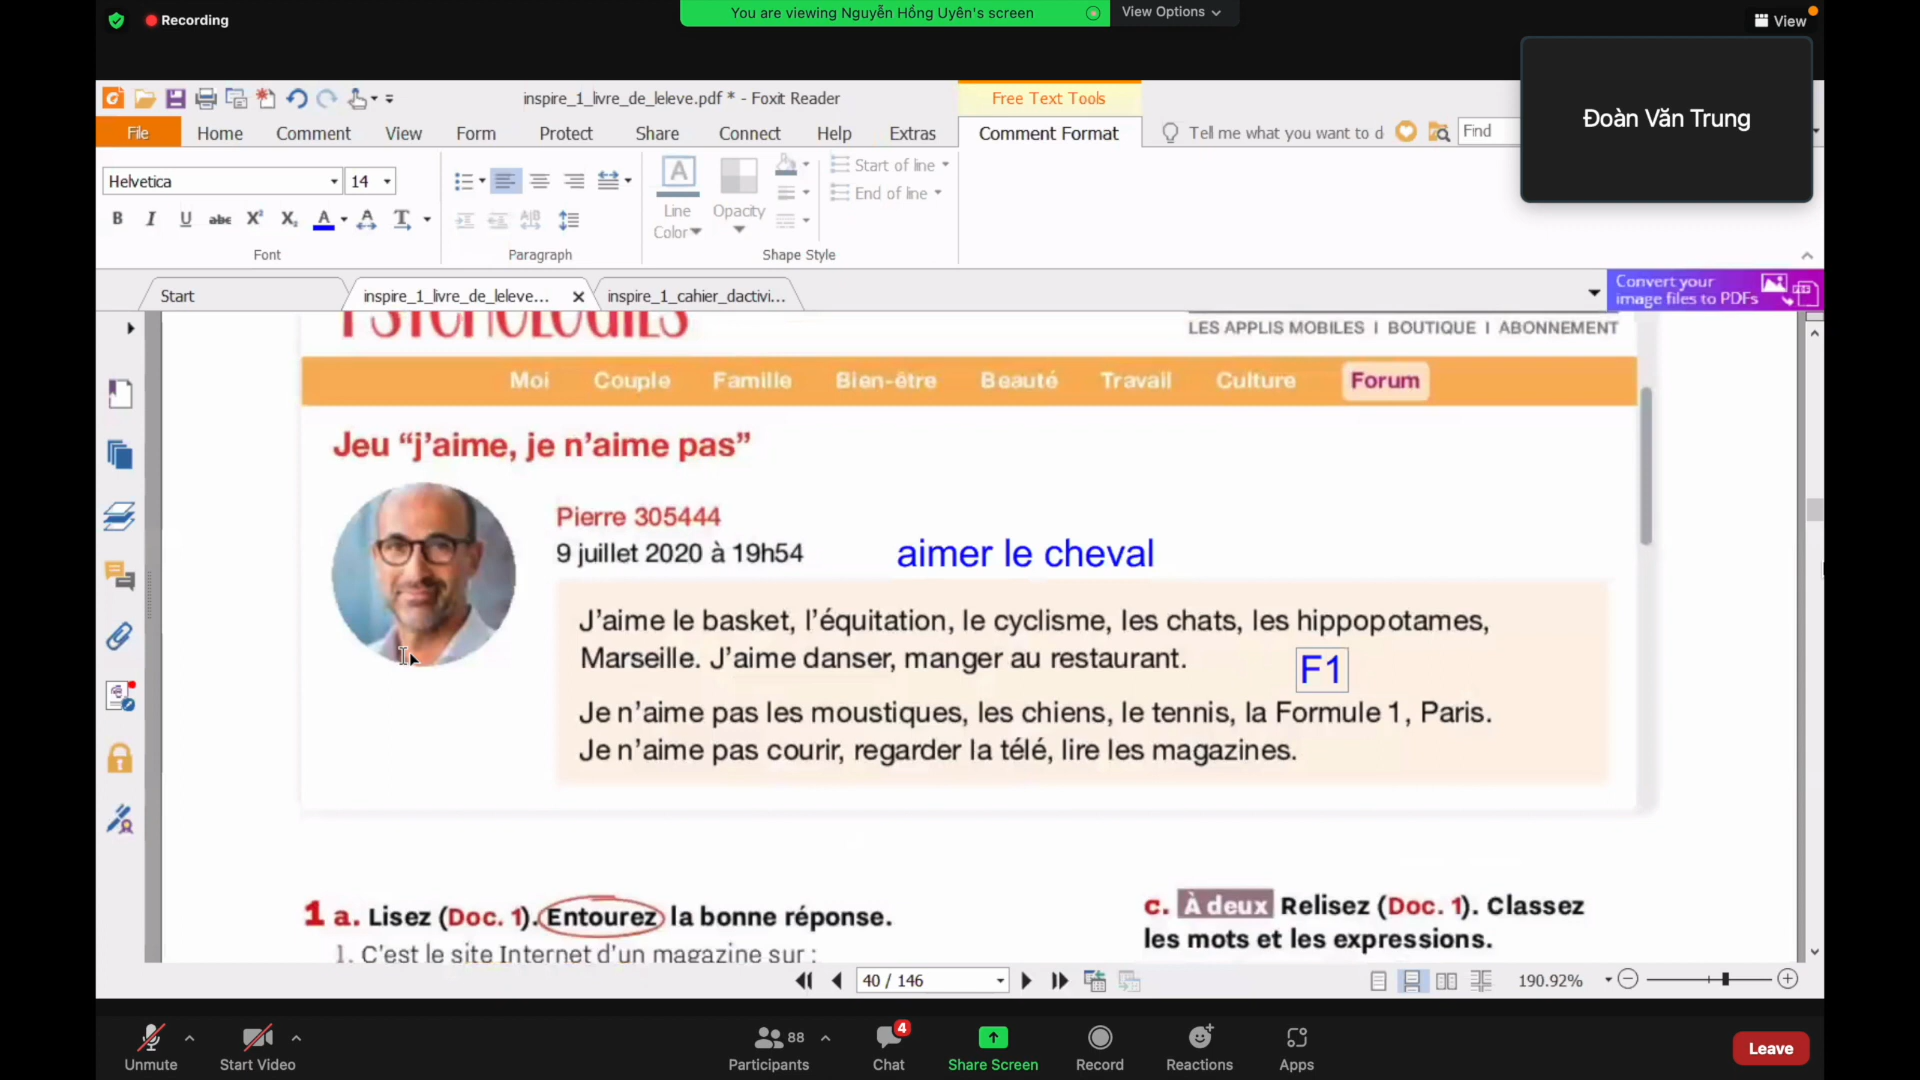 Recording
You are viewing Nguyễn Hồng Uyên's screen
View Options
View
Đoàn Văn Trung
inspire_1_livre_de_leleve.pdf * - Foxit Reader
Free Text Tools
File
Home
Comment
View
Form
Protect
Share
Connect
Help
Extras
Comment Format
Tell me what you want to d
Find
Helvetica
14
Start of line
End of line
Line Color
Opacity
Font
Paragraph
Shape Style
Start
inspire_1_livre_de_leleve...
inspire_1_cahier_dactivi...
Convert your
image files to PDFs
PSYCHOLOGIES
LES APPLIS MOBILES I BOUTIQUE I ABONNEMENT
Moi Couple Famille Bien-être Beauté Travail Culture Forum
Jeu “j’aime, je n’aime pas”
Pierre 305444
9 juillet 2020 à 19h54
aimer le cheval
J’aime le basket, l’équitation, le cyclisme, les chats, les hippopotames,
Marseille. J’aime danser, manger au restaurant.
F1
Je n’aime pas les moustiques, les chiens, le tennis, la Formule 1, Paris.
Je n’aime pas courir, regarder la télé, lire les magazines.
1 a. Lisez (Doc. 1). Entourez la bonne réponse.
1. C’est le site Internet d’un magazine sur :
c. À deux Relisez (Doc. 1). Classez
les mots et les expressions.
40 / 146
190.92%
Unmute
Start Video
88
Participants
4
Chat
Share Screen
Record
Reactions
Apps
Leave